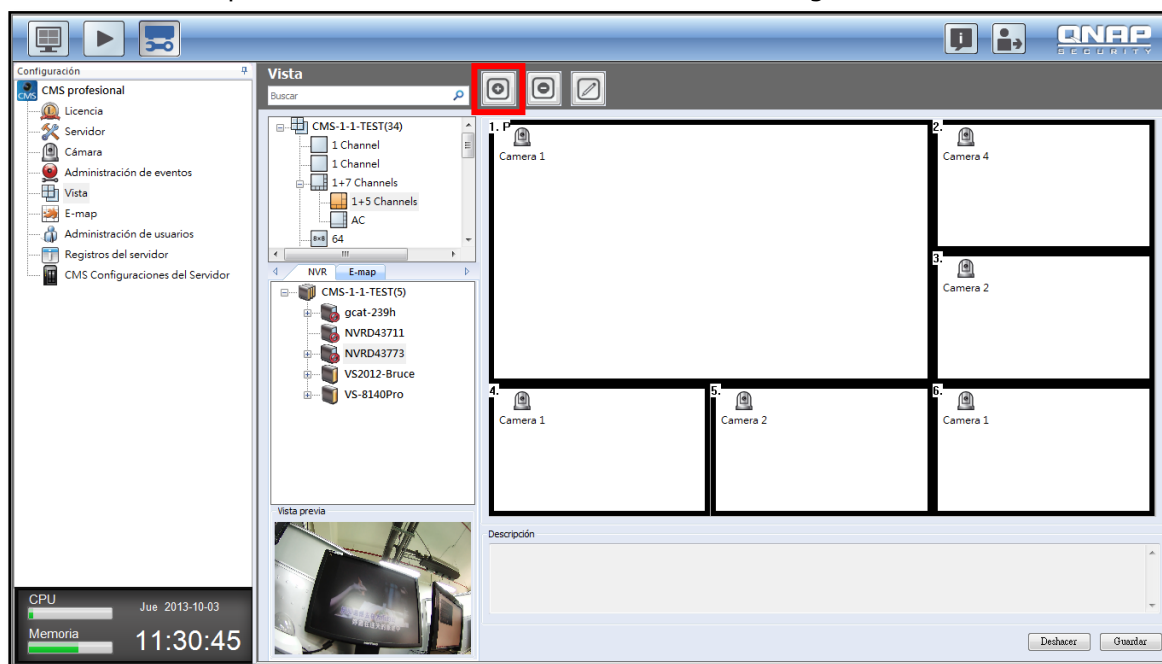 QNAP
SECURITY
Configuración
CMS profesional
Licencia
Servidor
Cámara
Administración de eventos
Vista
E-map
Administración de usuarios
Registros del servidor
CMS Configuraciones del Servidor
CPU
Jue 2013-10-03
Memoria
11:30:45
Vista
Buscar
CMS-1-1-TEST(34)
1 Channel
1 Channel
1+7 Channels
1+5 Channels
AC
8×8 64
NVR E-map
CMS-1-1-TEST(5)
gcat-239h
NVRD43711
NVRD43773
VS2012-Bruce
VS-8140Pro
Vista previa
1. P
Camera 1
2.
Camera 4
3.
Camera 2
4.
Camera 1
5.
Camera 2
6.
Camera 1
Descripción
Deshacer Guardar